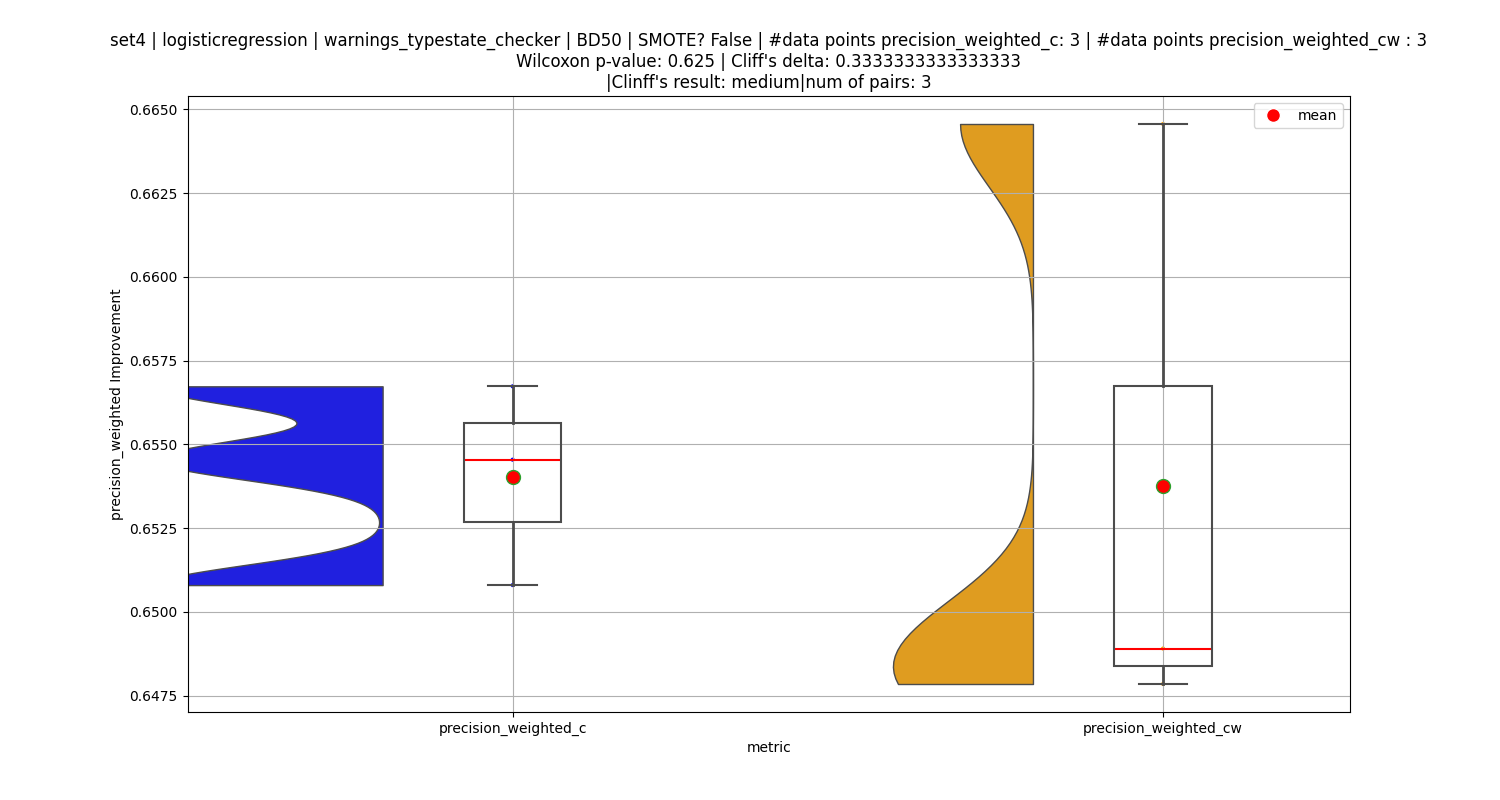 set4 | logisticregression | warnings_typestate_checker | BD50 | SMOTE? False | #data points precision_weighted_c: 3 | #data points precision_weighted_cw : 3
Wilcoxon p-value: 0.625 | Cliff's delta: 0.3333333333333333
|Clinff's result: medium|num of pairs: 3
mean
0.6650
0.6625
0.6600
0.6575
0.6550
0.6525
0.6500
0.6475
precision_weighted Improvement
precision_weighted_c
precision_weighted_cw
metric